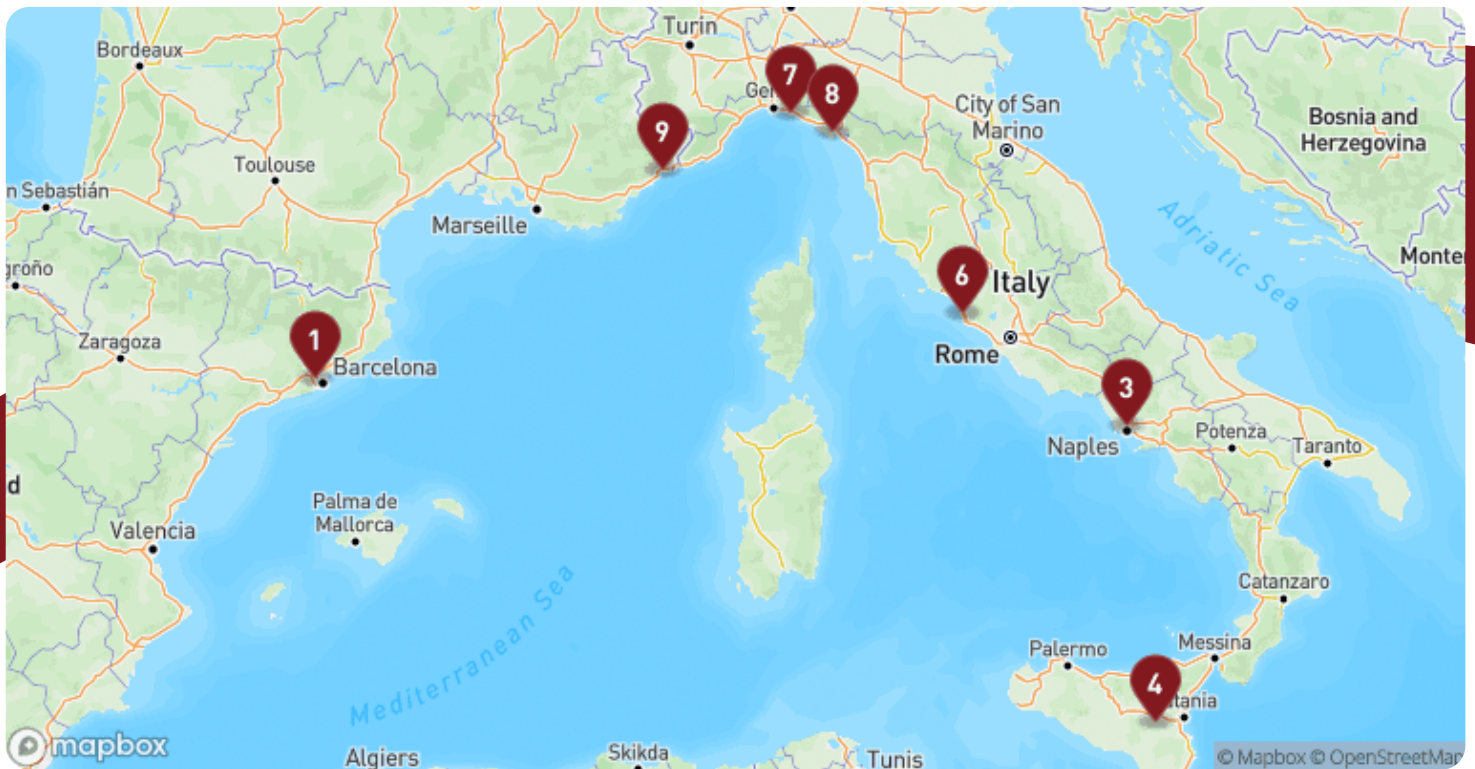 Turin
Bordeaux
7
8
Gen
City of San
Marino
Bosnia and
Herzegovina
9
Toulouse
n Sebastián
Marseille
Adriatic Sea
Monte
groño
6
Italy
1
Zaragoza
Barcelona
Rome
3
Naples
Potenza
Taranto
d
Palma de
Mallorca
Valencia
Mediterranean Sea
Catanzaro
Messina
Palermo
4
tania
mapbox
Algiers
Skikda
Tunis
© Mapbox © OpenStreetMap